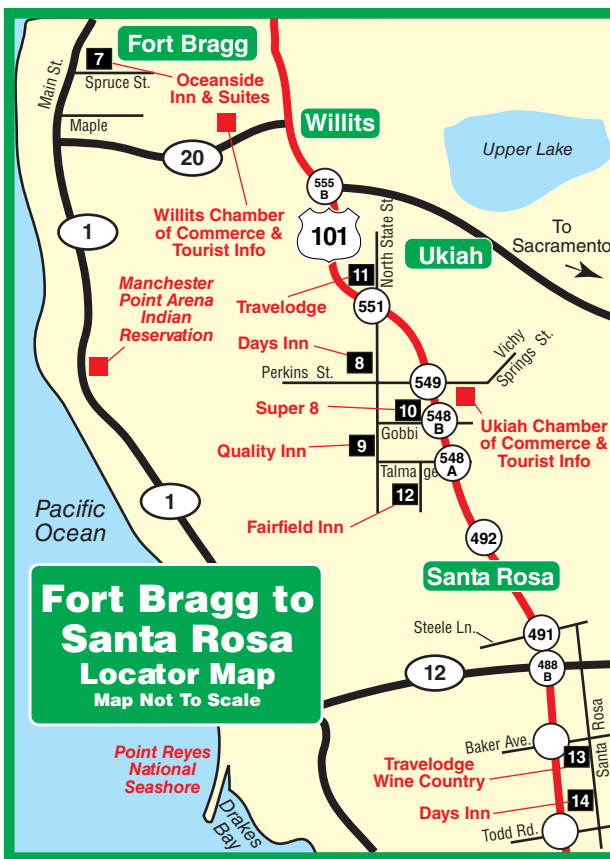 Fort Bragg
7
Main St.
Spruce St.
Oceanside
Inn & Suites
Maple
Willits
20
Upper Lake
555
B
Willits Chamber
of Commerce &
Tourist Info
1
101
North State St.
Ukiah
To
Sacramento
11
Manchester
Point Arena
Indian
Reservation
Travelodge
551
Days Inn
8
Vichy
Springs St.
Perkins St.
549
Super 8
10
548
B
Gobbi
Ukiah Chamber
of Commerce &
Tourist Info
Quality Inn
9
548
A
Talmage
12
1
Pacific
Ocean
Fairfield Inn
492
Santa Rosa
Fort Bragg to
Santa Rosa
Locator Map
Map Not To Scale
Steele Ln.
491
488
B
12
Santa Rosa
Baker Ave.
Point Reyes
National
Seashore
Travelodge
Wine Country
13
Days Inn
14
Drakes
Bay
Todd Rd.